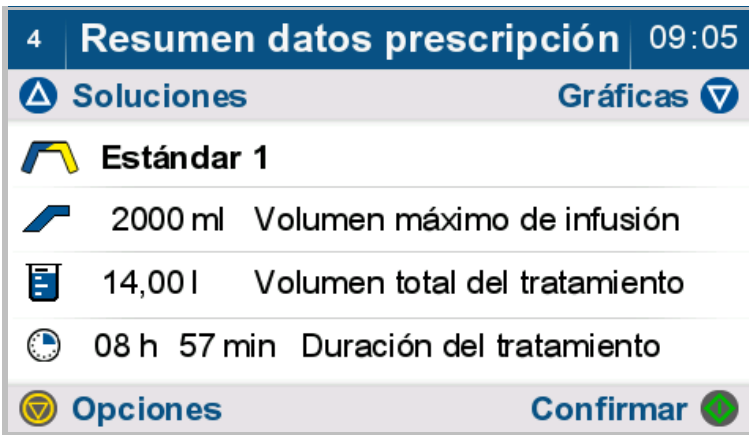 4 Resumen datos prescripción 09:05
Soluciones Gráficas
Estándar 1
2000 ml Volumen máximo de infusión
14,00 l Volumen total del tratamiento
08 h 57 min Duración del tratamiento
Opciones Confirmar